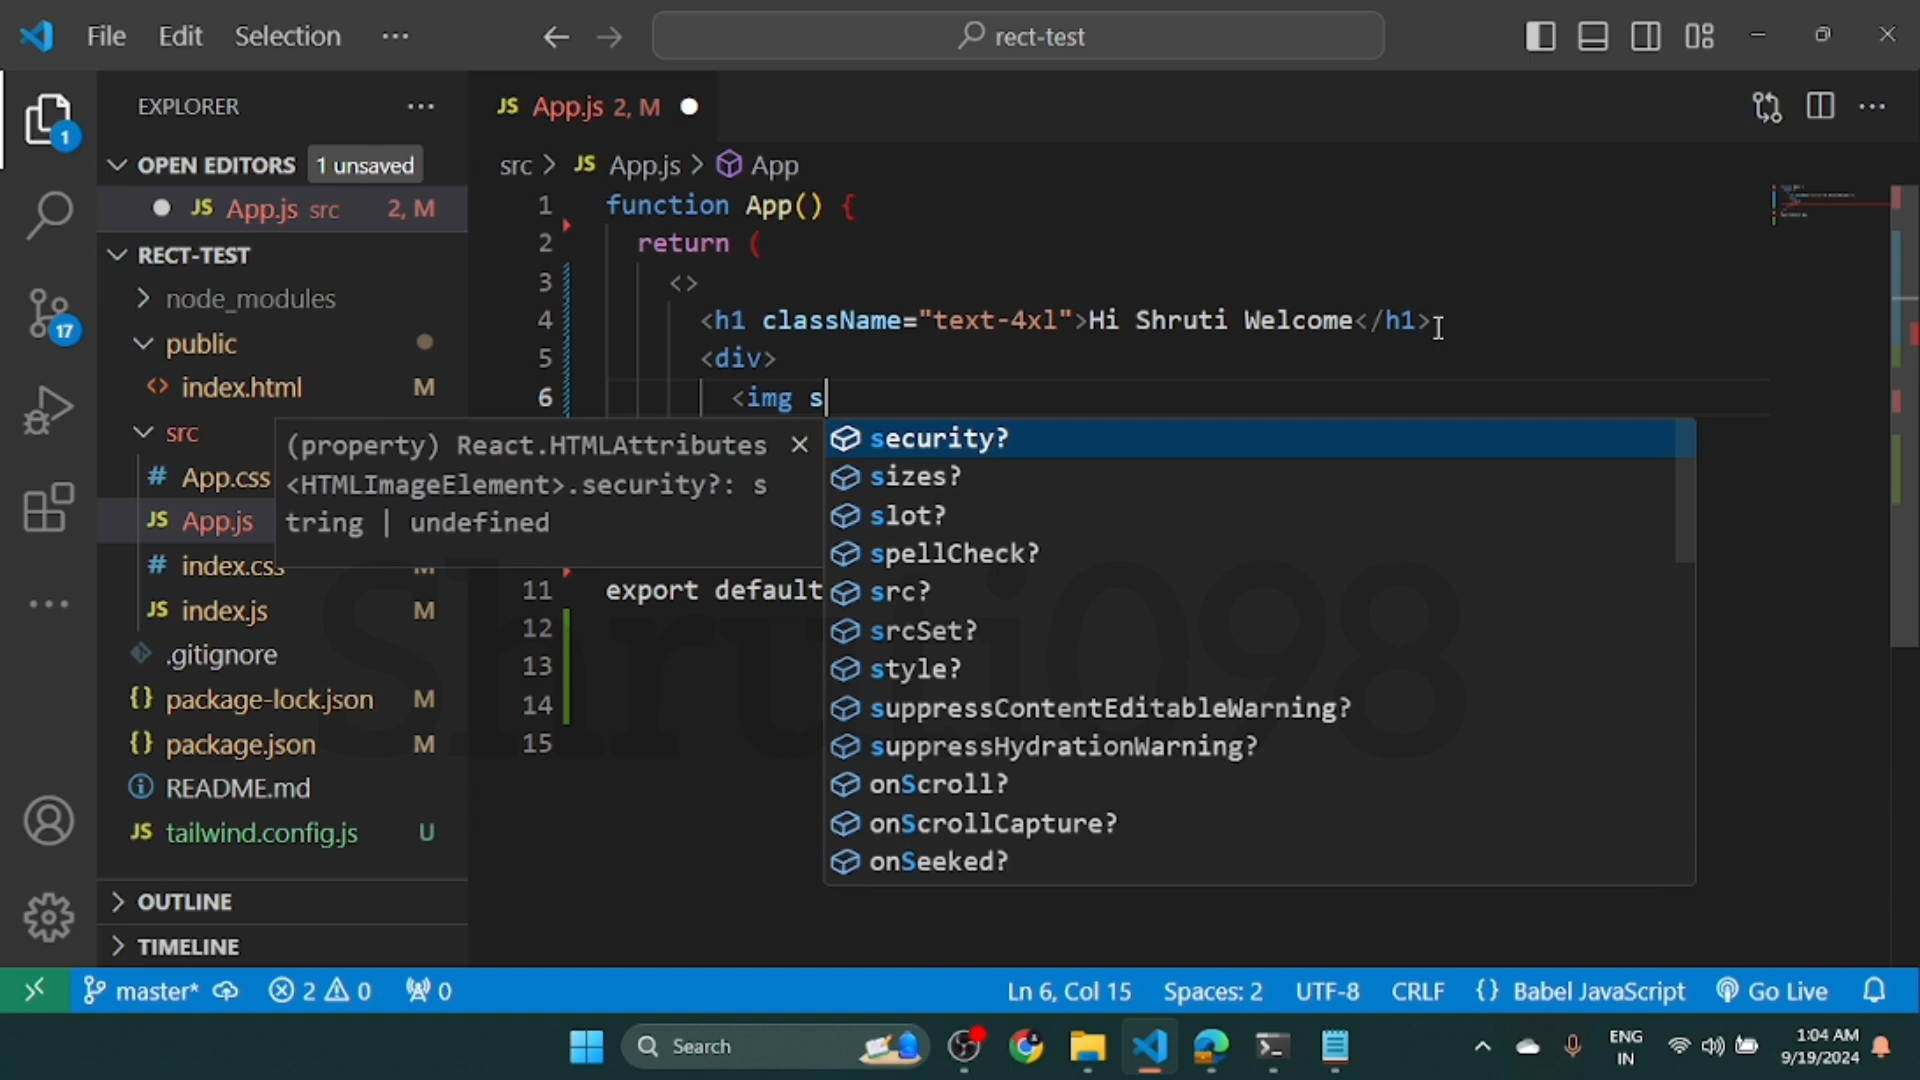 File Edit Selection ···
rect-test
EXPLORER
1
OPEN EDITORS 1 unsaved
JS App.js src 2, M
RECT-TEST
node_modules
public
<> index.html M
src
# App.css
JS App.js
# index.css M
JS index.js M
.gitignore
{} package-lock.json M
{} package.json M
README.md
JS tailwind.config.js U
OUTLINE
TIMELINE
17
JS App.js 2, M
src > JS App.js > App
1 function App() {
2 return (
3 <>
4 <h1 className="text-4xl">Hi Shruti Welcome</h1>
5 <div>
6 <img s
(property) React.HTMLAttributes
<HTMLImageElement>.security?: s
tring | undefined
security?
sizes?
slot?
spellCheck?
src?
srcSet?
style?
suppressContentEditableWarning?
suppressHydrationWarning?
onScroll?
onScrollCapture?
onSeeked?
11 export default
12
13
14
15
Shruti098
master* 2 0 0
Ln 6, Col 15 Spaces: 2 UTF-8 CRLF {} Babel JavaScript Go Live
Search
ENG
IN
1:04 AM
9/19/2024